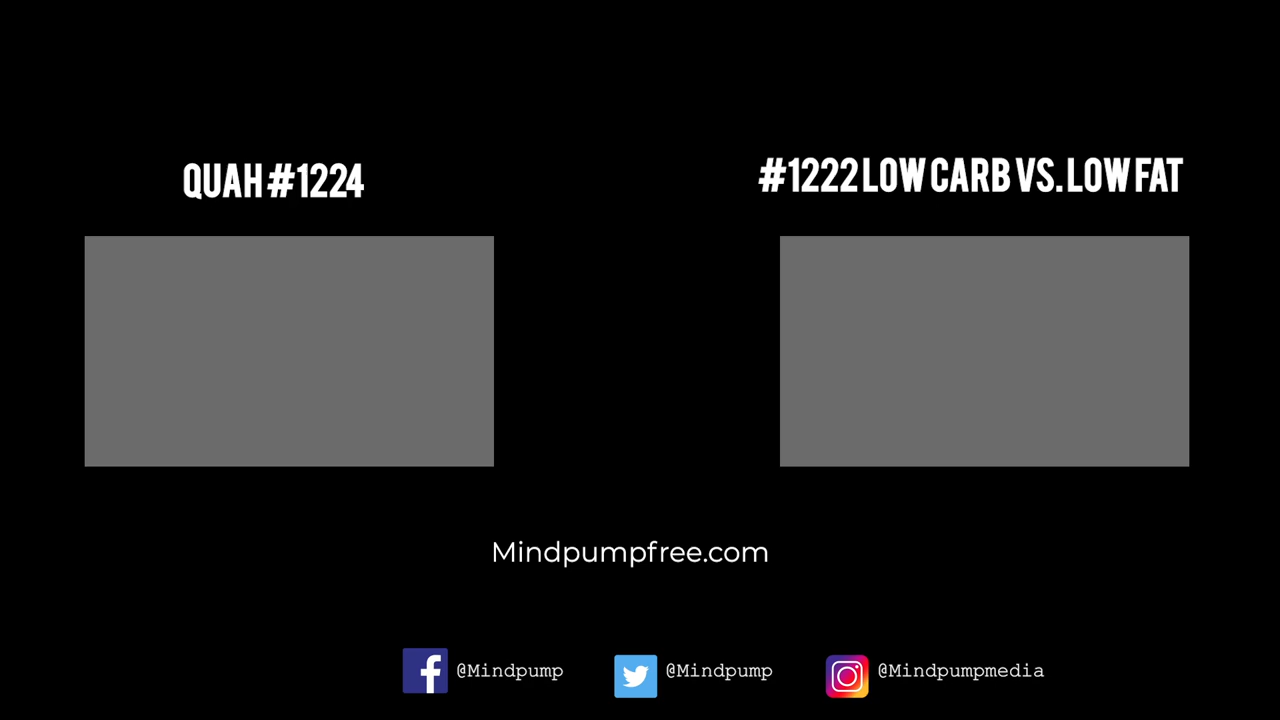 QUAH #1224
#1222 LOW CARB VS. LOW FAT
Mindpumpfree.com
@Mindpump
@Mindpump
@Mindpumpmedia